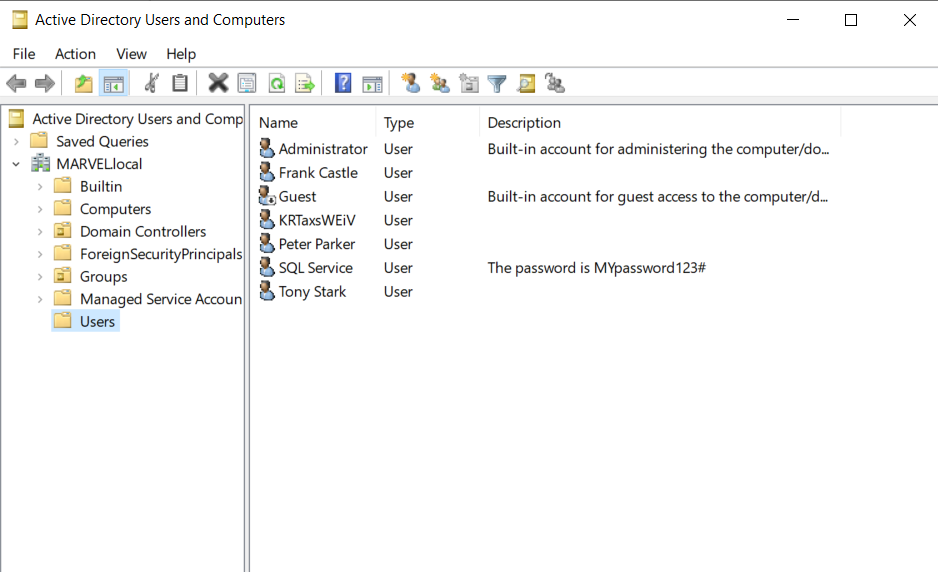 Active Directory Users and Computers
File Action View Help
Active Directory Users and Comp
Saved Queries
MARVEL.local
Builtin
Computers
Domain Controllers
ForeignSecurityPrincipals
Groups
Managed Service Accoun
Users
Name Type Description
Administrator User Built-in account for administering the computer/do...
Frank Castle User
Guest User Built-in account for guest access to the computer/d...
KRTaxsWEiV User
Peter Parker User
SQL Service User The password is MYpassword123#
Tony Stark User